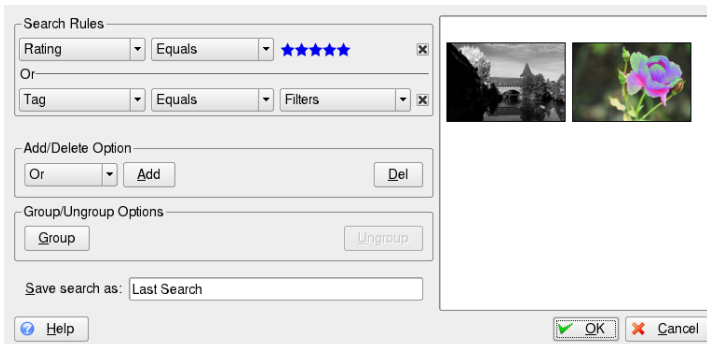 Search Rules
Rating Equals
Or
Tag Equals Filters
Add/Delete Option
Or Add Del
Group/Ungroup Options
Group Ungroup
Save search as: Last Search
Help OK Cancel